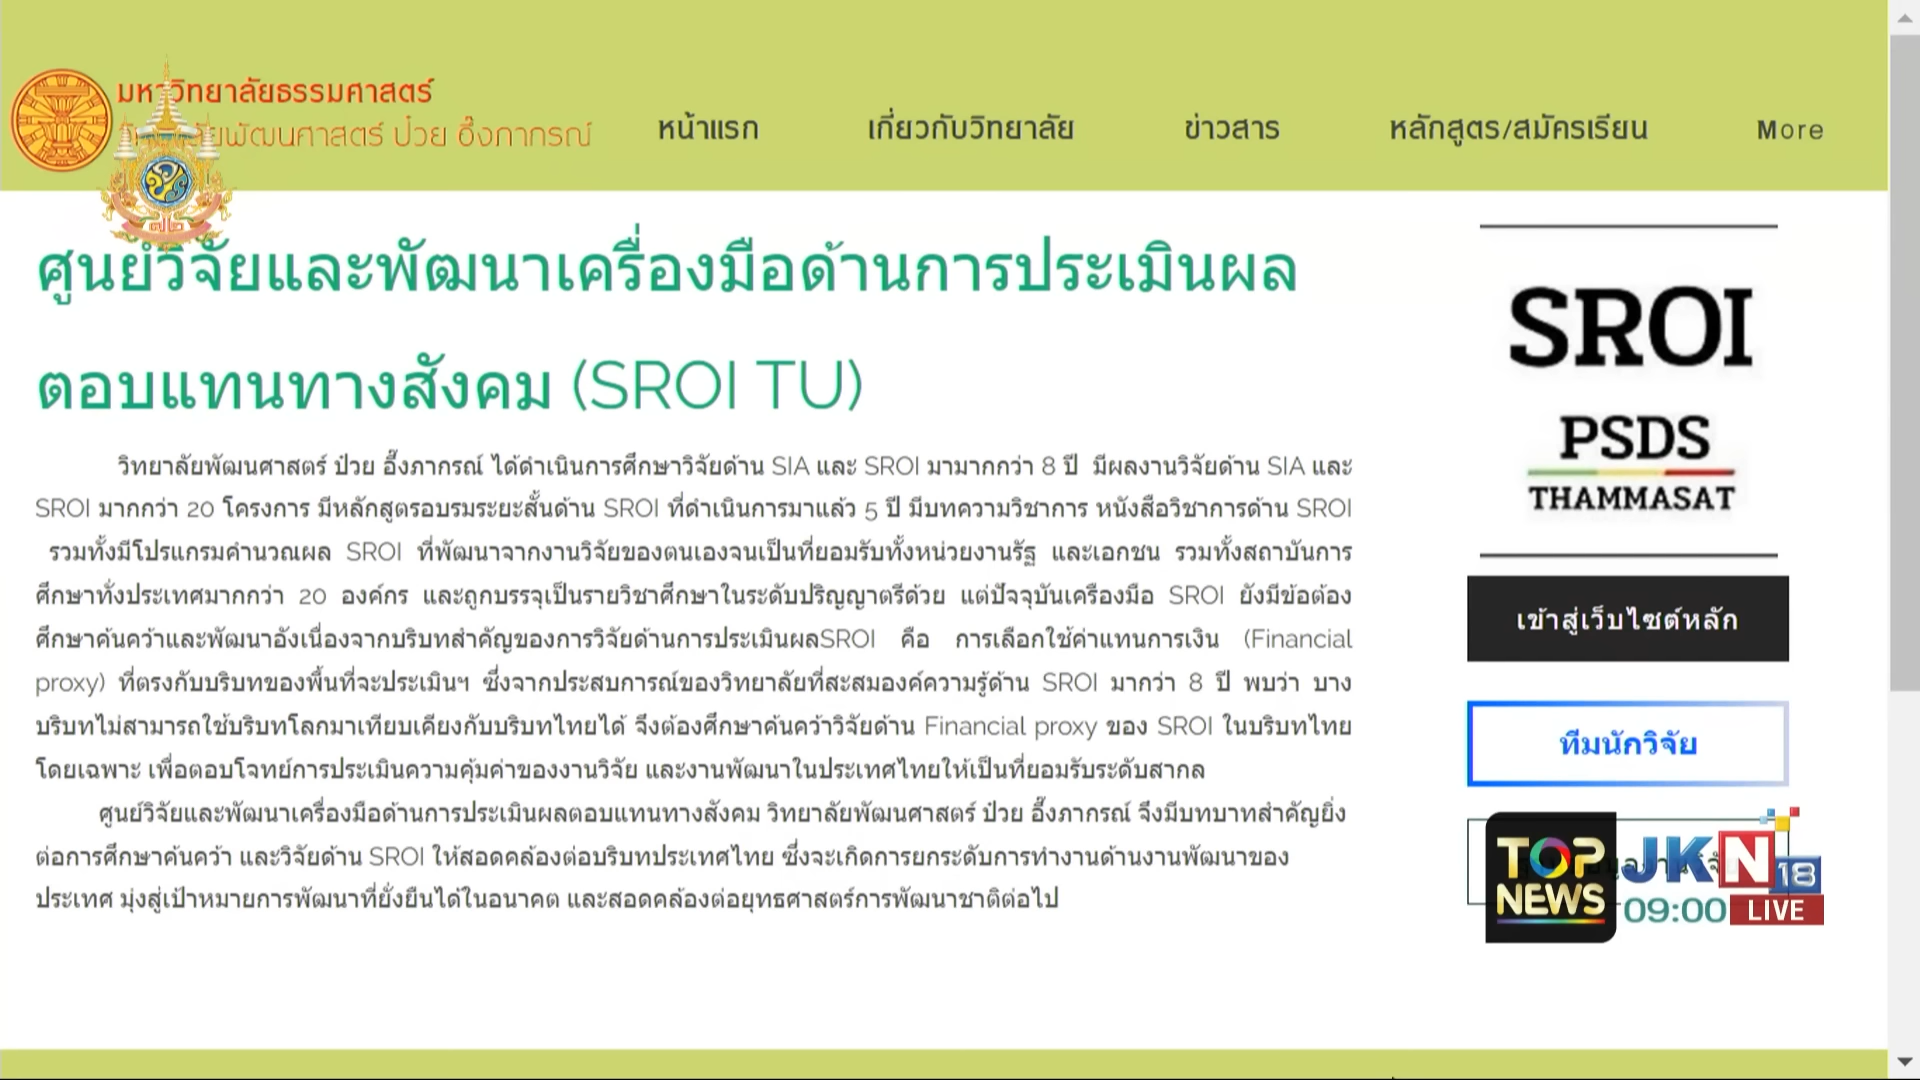 มหาวิทยาลัยธรรมศาสตร์
พัฒนศาสตร์ ป๋วย อึ๊งภากรณ์
หน้าแรก
เกี่ยวกับวิทยาลัย
ข่าวสาร
หลักสูตร/สมัครเรียน
More
ศูนย์วิจัยและพัฒนาเครื่องมือด้านการประเมินผล
ตอบแทนทางสังคม (SROI TU)
วิทยาลัยพัฒนศาสตร์ ป๋วย อึ๊งภากรณ์ ได้ดำเนินการศึกษาวิจัยด้าน SIA และ SROI มามากกว่า 8 ปี มีผลงานวิจัยด้าน SIA และ
SROI มากกว่า 20 โครงการ มีหลักสูตรอบรมระยะสั้นด้าน SROI ที่ดำเนินการมาแล้ว 5 ปี มีบทความวิชาการ หนังสือวิชาการด้าน SROI
รวมทั้งมีโปรแกรมคำนวณผล SROI ที่พัฒนาจากงานวิจัยของตนเองจนเป็นที่ยอมรับทั้งหน่วยงานรัฐ และเอกชน รวมทั้งสถาบันการ
ศึกษาทั่งประเทศมากกว่า 20 องค์กร และถูกบรรจุเป็นรายวิชาศึกษาในระดับปริญญาตรีด้วย แต่ปัจจุบันเครืองมือ SROI ยังมีข้อต้อง
ศึกษาค้นคว้าและพัฒนาอังเนื่องจากบริบทสำคัญของการวิจัยด้านการประเมินผลSROI คือ การเลือกใช้ค่าแทนการเงิน (Financial
proxy) ที่ตรงกับบริบทของพื้นที่จะประเมินฯ ซึ่งจากประสบการณ์ของวิทยาลัยที่สะสมองค์ความรู้ด้าน SROI มากว่า 8 ปี พบว่า บาง
บริบทไม่สามารถใช้บริบทโลกมาเทียบเคียงกับบริบทไทยได้ จึงต้องศึกษาค้นคว้าวิจัยด้าน Financial proxy ของ SROI ในบริบทไทย
โดยเฉพาะ เพื่อตอบโจทย์การประเมินความคุ้มค่าของงานวิจัย และงานพัฒนาในประเทศไทยให้เป็นที่ยอมรับระดับสากล
ศูนย์วิจัยและพัฒนาเครื่องมือด้านการประเมินผลตอบแทนทางสังคม วิทยาลัยพัฒนศาสตร์ ป๋วย อึ๊งภากรณ์ จึงมีบทบาทสำคัญยิ่ง
ต่อการศึกษาค้นคว้า และวิจัยด้าน SROI ให้สอดคล้องต่อบริบทประเทศไทย ซึ่งจะเกิดการยกระดับการทำงานด้านงานพัฒนาของ
ประเทศ มุ่งสู่เป้าหมายการพัฒนาที่ยั่งยืนได้ในอนาคต และสอดคล้องต่อยุทธศาสตร์การพัฒนาชาติต่อไป
SROI
PSDS
THAMMASAT
เข้าสู่เว็บไซต์หลัก
ทีมนักวิจัย
TOP
NEWS
JKN
18
09:00
LIVE
๗๒